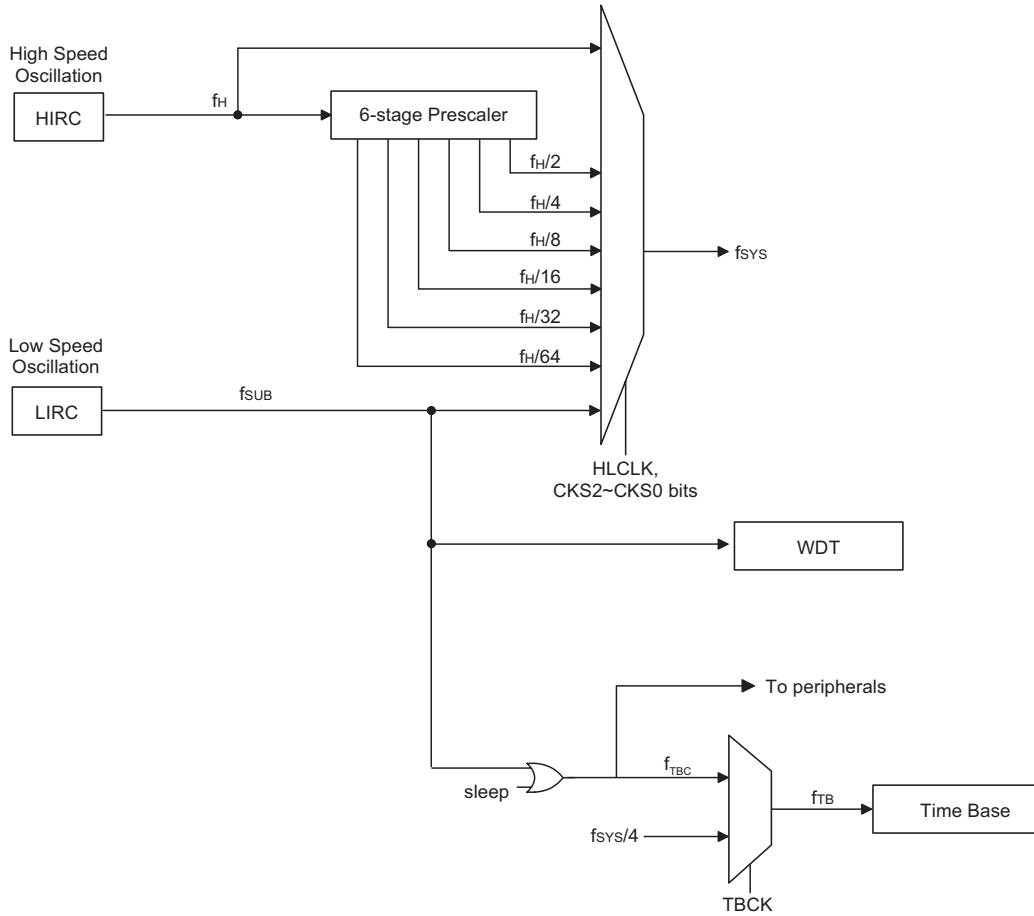 High Speed
Oscillation
HIRC
fH
6-stage Prescaler
fH/2
fH/4
fH/8
fH/16
fH/32
fH/64
fSYS
Low Speed
Oscillation
LIRC
fSUB
HLCLK,
CKS2~CKS0 bits
WDT
To peripherals
sleep
fTBC
fSYS/4
fTB
Time Base
TBCK